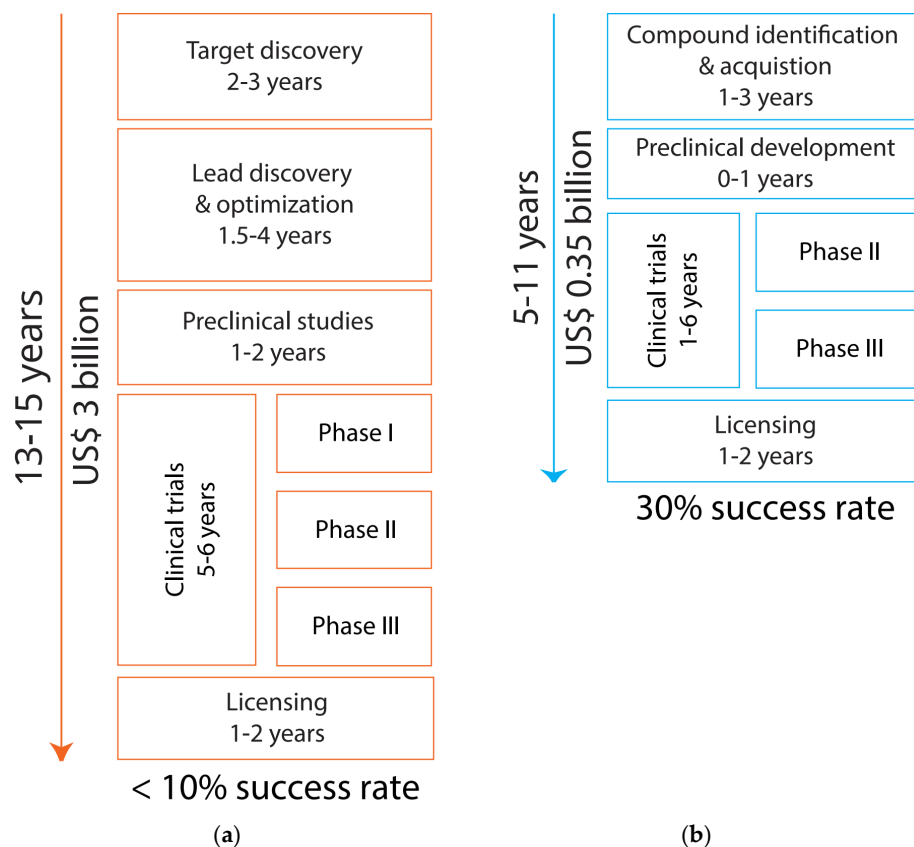 Target discovery
2-3 years
Lead discovery
& optimization
1.5-4 years
Preclinical studies
1-2 years
Clinical trials
5-6 years
Phase I
Phase II
Phase III
Licensing
1-2 years
13-15 years
US$ 3 billion
< 10% success rate
(a)
Compound identification
& acquistion
1-3 years
Preclinical development
0-1 years
Clinical trials
1-6 years
Phase II
Phase III
Licensing
1-2 years
5-11 years
US$ 0.35 billion
30% success rate
(b)